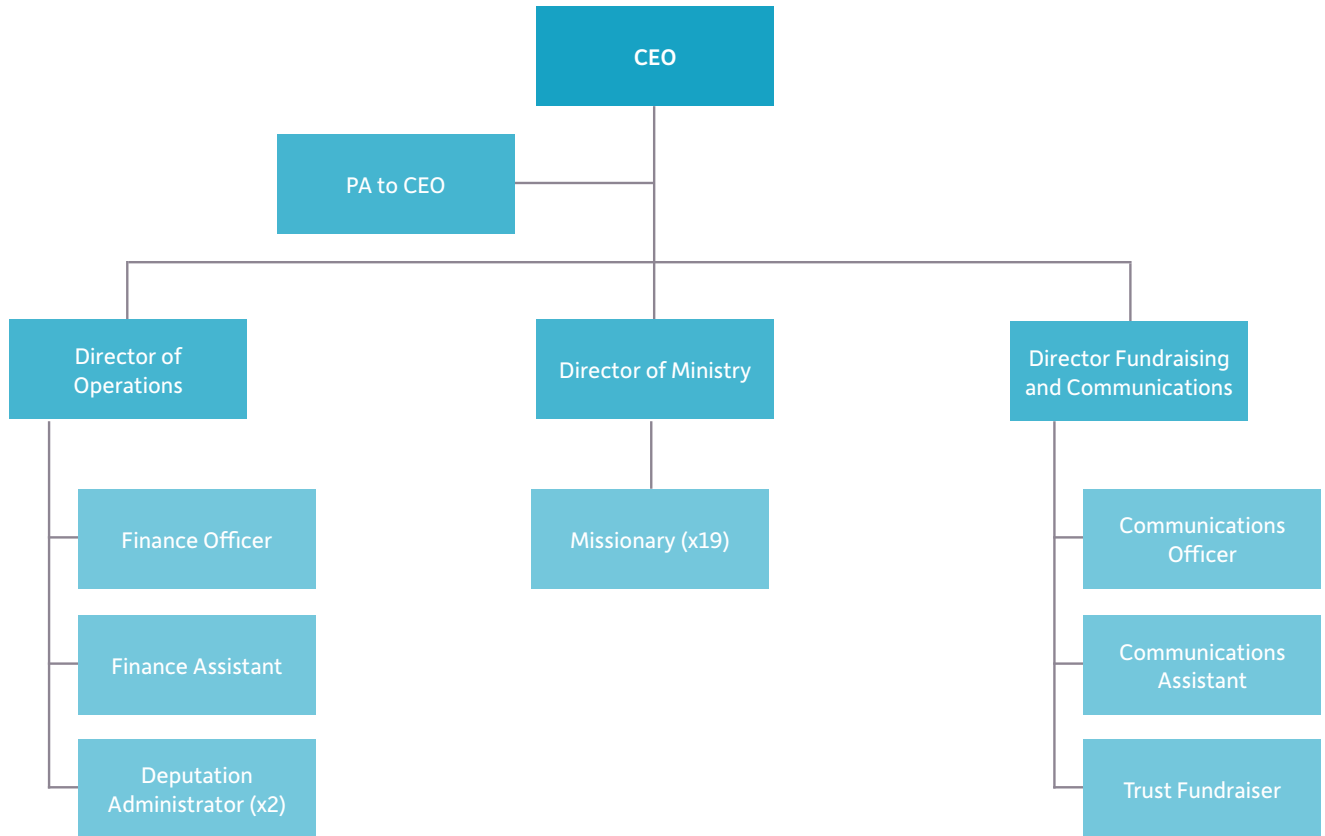 CEO
PA to CEO
Director of
Operations
Director of Ministry
Director Fundraising
and Communications
Finance Officer
Missionary (x19)
Communications
Officer
Finance Assistant
Communications
Assistant
Deputation
Administrator (x2)
Trust Fundraiser